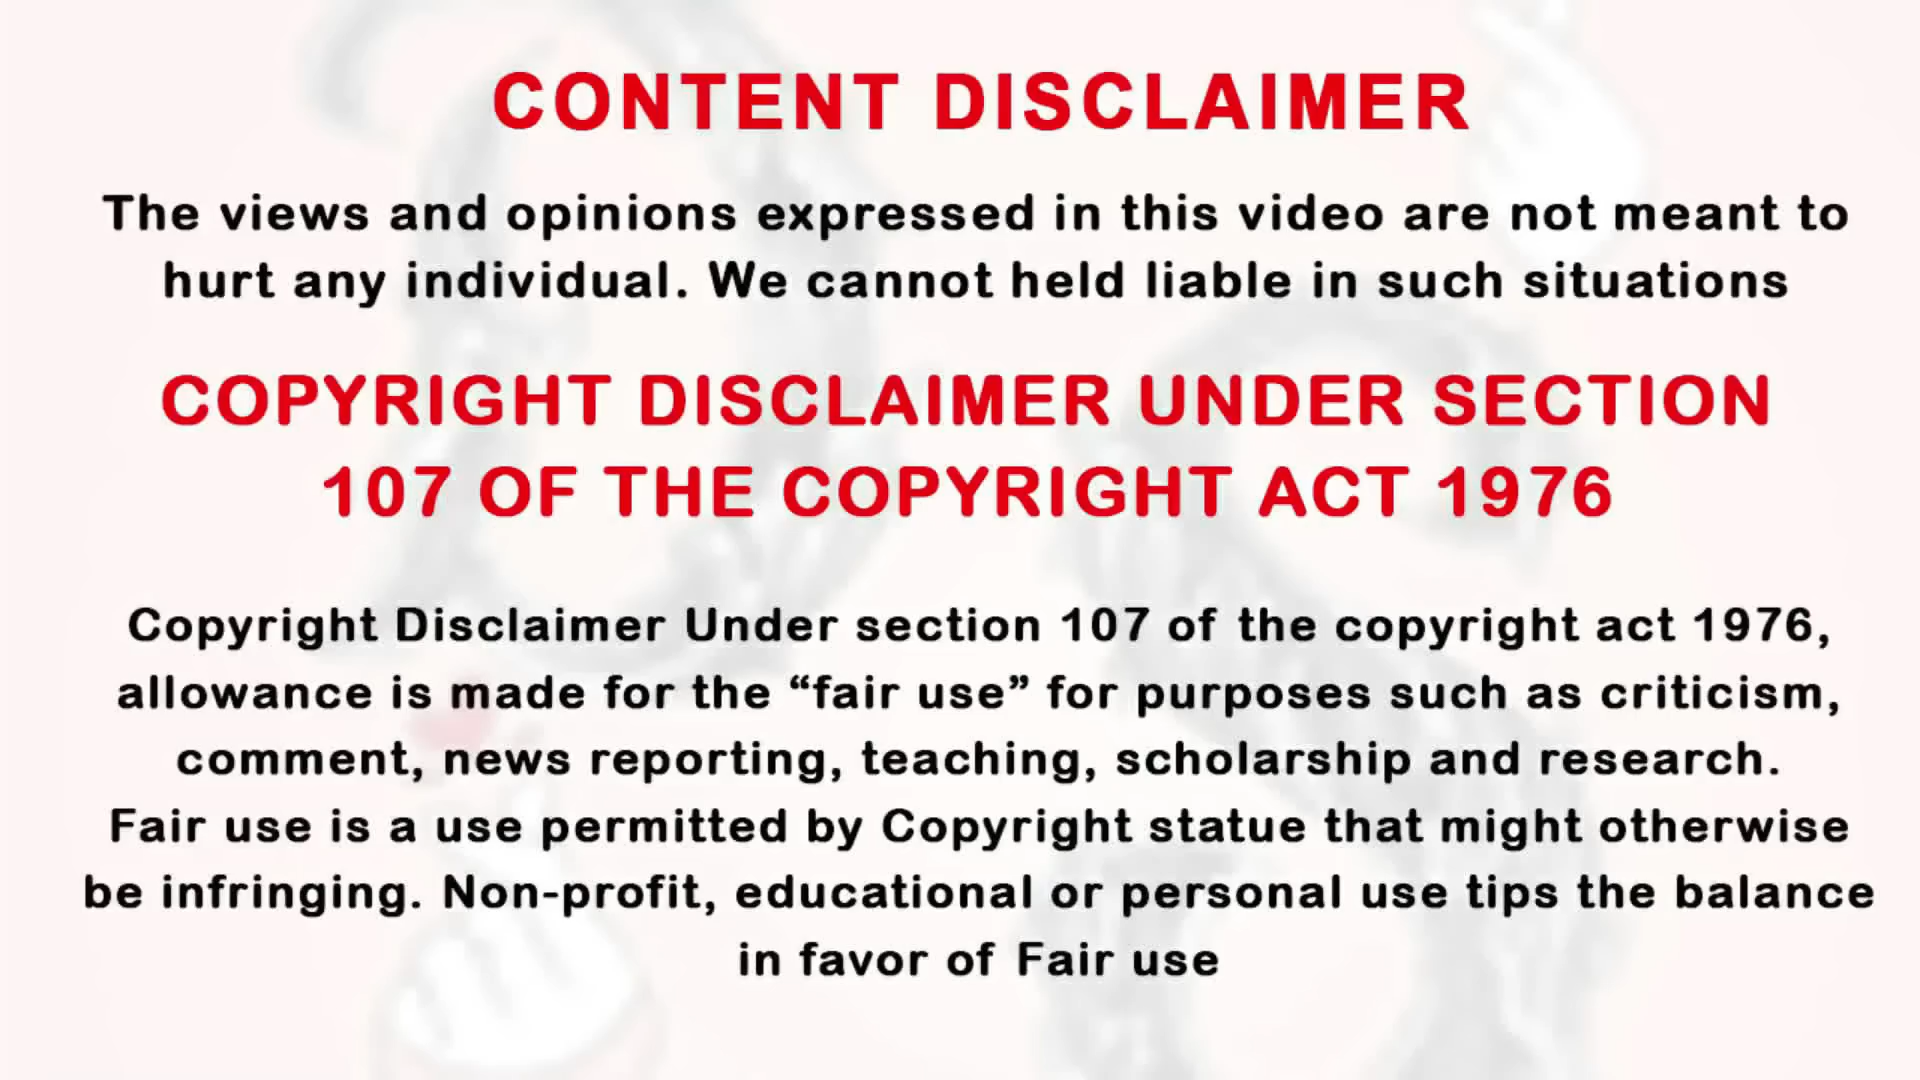 CONTENT DISCLAIMER
The views and opinions expressed in this video are not meant to
hurt any individual. We cannot held liable in such situations
COPYRIGHT DISCLAIMER UNDER SECTION
107 OF THE COPYRIGHT ACT 1976
Copyright Disclaimer Under section 107 of the copyright act 1976,
allowance is made for the “fair use” for purposes such as criticism,
comment, news reporting, teaching, scholarship and research.
Fair use is a use permitted by Copyright statue that might otherwise
be infringing. Non-profit, educational or personal use tips the balance
in favor of Fair use